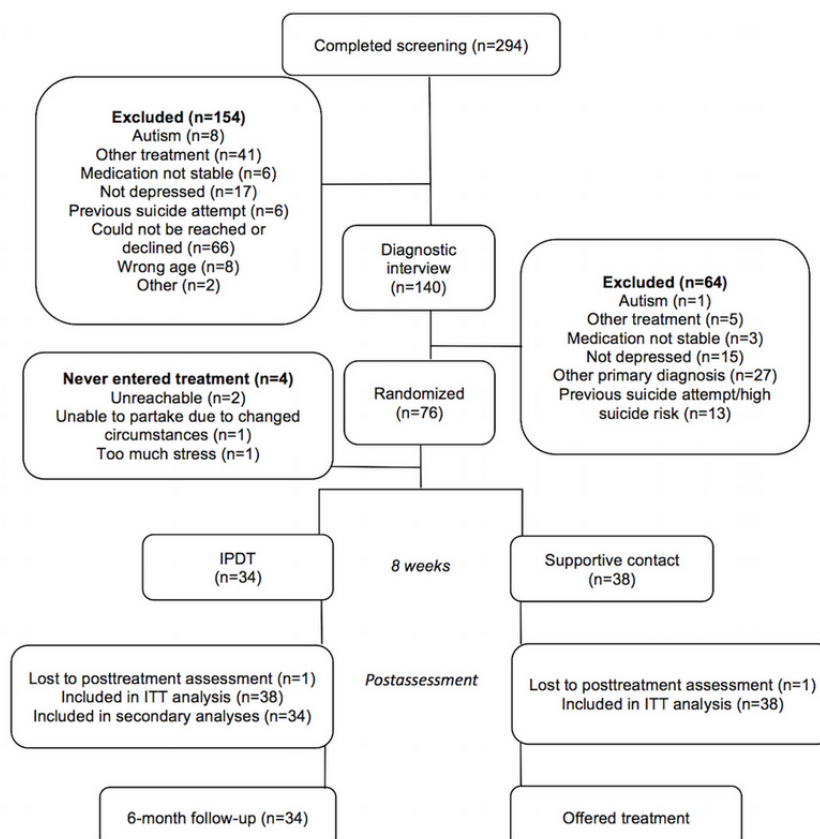 Completed screening (n=294)
Excluded (n=154)
Autism (n=8)
Other treatment (n=41)
Medication not stable (n=6)
Not depressed (n=17)
Previous suicide attempt (n=6)
Could not be reached or
declined (n=66)
Wrong age (n=8)
Other (n=2)
Diagnostic
interview
(n=140)
Excluded (n=64)
Autism (n=1)
Other treatment (n=5)
Medication not stable (n=3)
Not depressed (n=15)
Other primary diagnosis (n=27)
Previous suicide attempt/high
suicide risk (n=13)
Never entered treatment (n=4)
Unreachable (n=2)
Unable to partake due to changed
circumstances (n=1)
Too much stress (n=1)
Randomized
(n=76)
IPDT
(n=34)
8 weeks
Supportive contact
(n=38)
Lost to posttreatment assessment (n=1)
Included in ITT analysis (n=38)
Included in secondary analyses (n=34)
Postassessment
Lost to posttreatment assessment (n=1)
Included in ITT analysis (n=38)
6-month follow-up (n=34)
Offered treatment